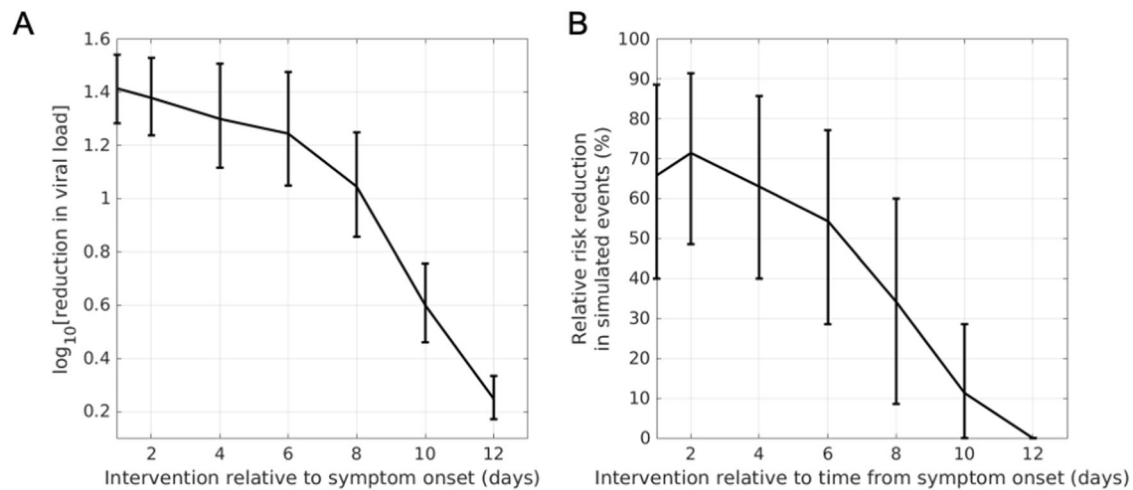 A
1.6
1.4
1.2
1
0.8
0.6
0.4
0.2
log10[reduction in viral load]
2 4 6 8 10 12
Intervention relative to symptom onset (days)
B
100
90
80
70
60
50
40
30
20
10
0
Relative risk reduction
in simulated events (%)
2 4 6 8 10 12
Intervention relative to time from symptom onset (days)